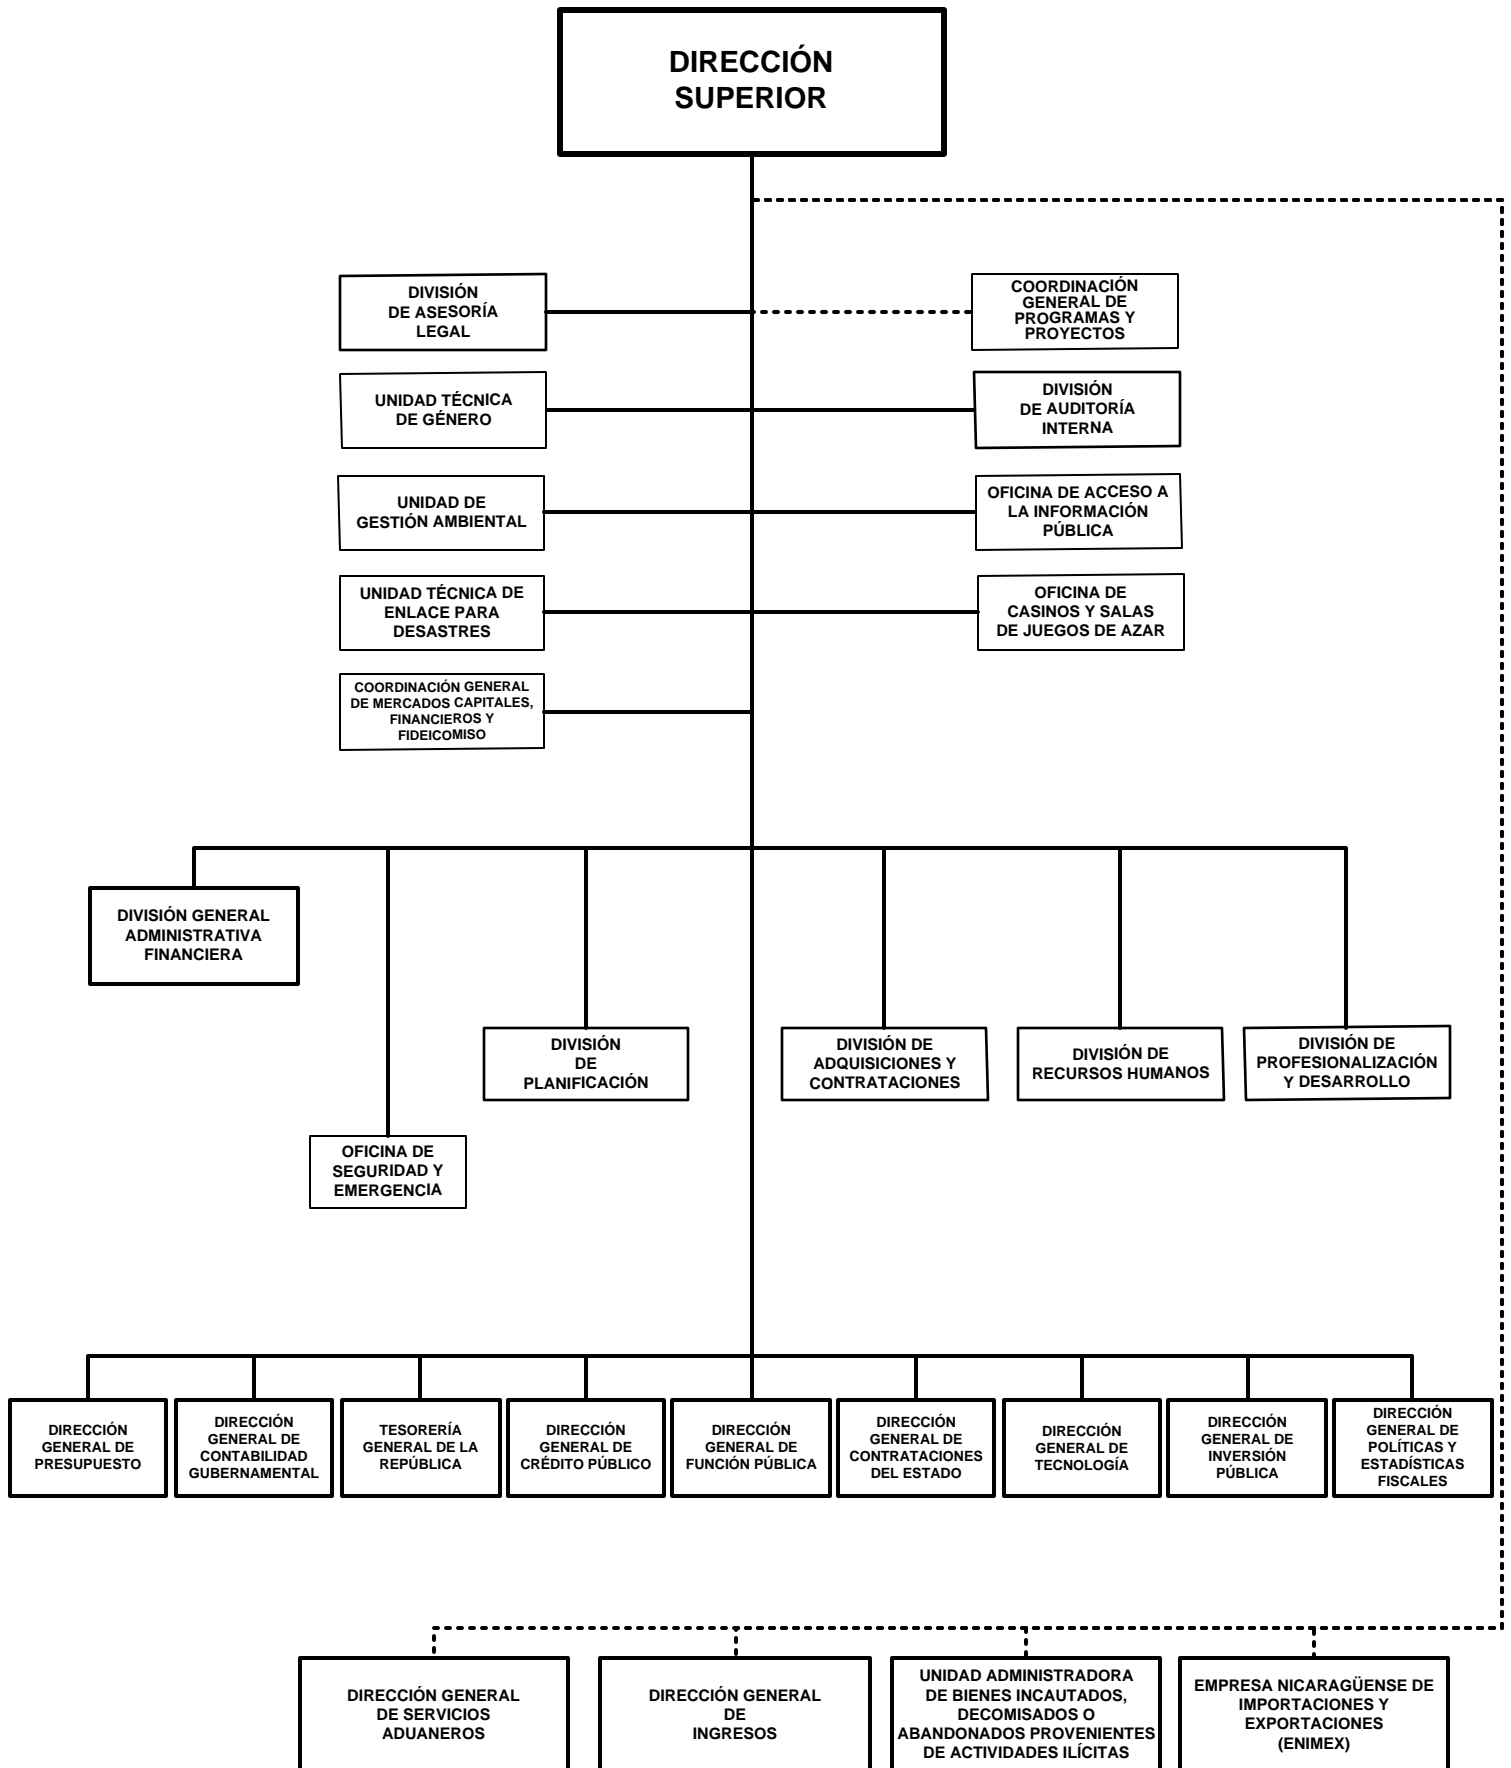 DIRECCIÓN
SUPERIOR
DIVISIÓN
DE ASESORÍA
LEGAL
COORDINACIÓN
GENERAL DE
PROGRAMAS Y
PROYECTOS
UNIDAD TÉCNICA
DE GÉNERO
DIVISIÓN
DE AUDITORÍA
INTERNA
UNIDAD DE
GESTIÓN AMBIENTAL
OFICINA DE ACCESO A
LA INFORMACIÓN
PÚBLICA
UNIDAD TÉCNICA DE
ENLACE PARA
DESASTRES
OFICINA DE
CASINOS Y SALAS
DE JUEGOS DE AZAR
COORDINACIÓN GENERAL
DE MERCADOS CAPITALES,
FINANCIEROS Y
FIDEICOMISO
DIVISIÓN GENERAL
ADMINISTRATIVA
FINANCIERA
DIVISIÓN
DE
PLANIFICACIÓN
DIVISIÓN DE
ADQUISICIONES Y
CONTRATACIONES
DIVISIÓN DE
RECURSOS HUMANOS
DIVISIÓN DE
PROFESIONALIZACIÓN
Y DESARROLLO
OFICINA DE
SEGURIDAD Y
EMERGENCIA
DIRECCIÓN
GENERAL DE
PRESUPUESTO
DIRECCIÓN
GENERAL DE
CONTABILIDAD
GUBERNAMENTAL
TESORERÍA
GENERAL DE LA
REPÚBLICA
DIRECCIÓN
GENERAL DE
CRÉDITO PÚBLICO
DIRECCIÓN
GENERAL DE
FUNCIÓN PÚBLICA
DIRECCIÓN
GENERAL DE
CONTRATACIONES
DEL ESTADO
DIRECCIÓN
GENERAL DE
TECNOLOGÍA
DIRECCIÓN
GENERAL DE
INVERSIÓN
PÚBLICA
DIRECCIÓN
GENERAL DE
POLÍTICAS Y
ESTADÍSTICAS
FISCALES
DIRECCIÓN GENERAL
DE SERVICIOS
ADUANEROS
DIRECCIÓN GENERAL
DE
INGRESOS
UNIDAD ADMINISTRADORA
DE BIENES INCAUTADOS,
DECOMISADOS O
ABANDONADOS PROVENIENTES
DE ACTIVIDADES ILÍCITAS
EMPRESA NICARAGÜENSE DE
IMPORTACIONES Y
EXPORTACIONES
(ENIMEX)